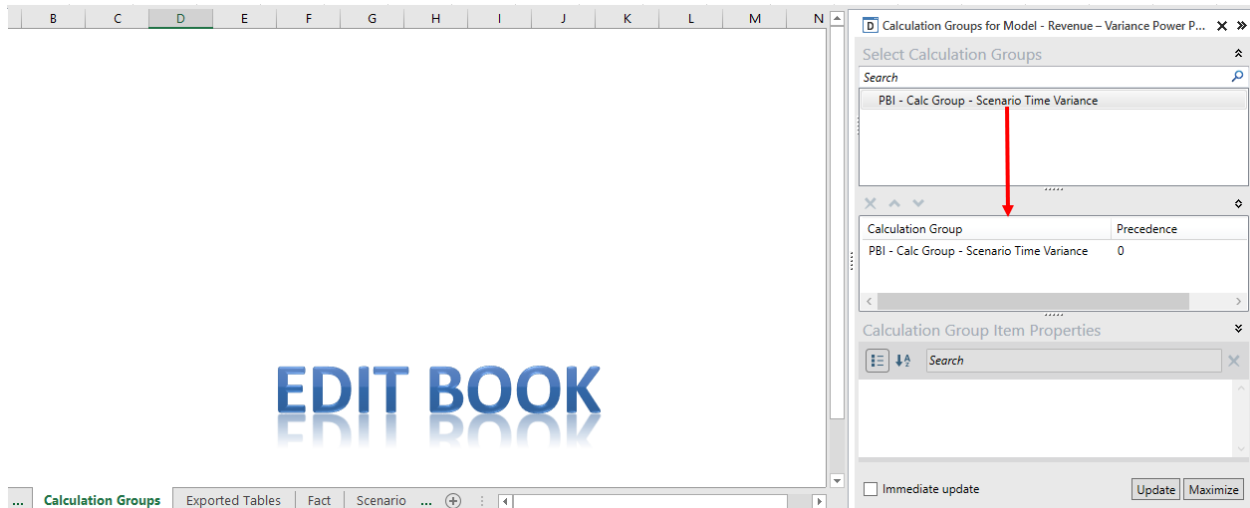 B C D E F G H I J K L M N
Calculation Groups for Model - Revenue – Variance Power P...
Select Calculation Groups
Search
PBI - Calc Group - Scenario Time Variance
Calculation Group Precedence
PBI - Calc Group - Scenario Time Variance 0
Calculation Group Item Properties
Search
EDIT BOOK
Immediate update Update Maximize
... Calculation Groups Exported Tables Fact Scenario ...